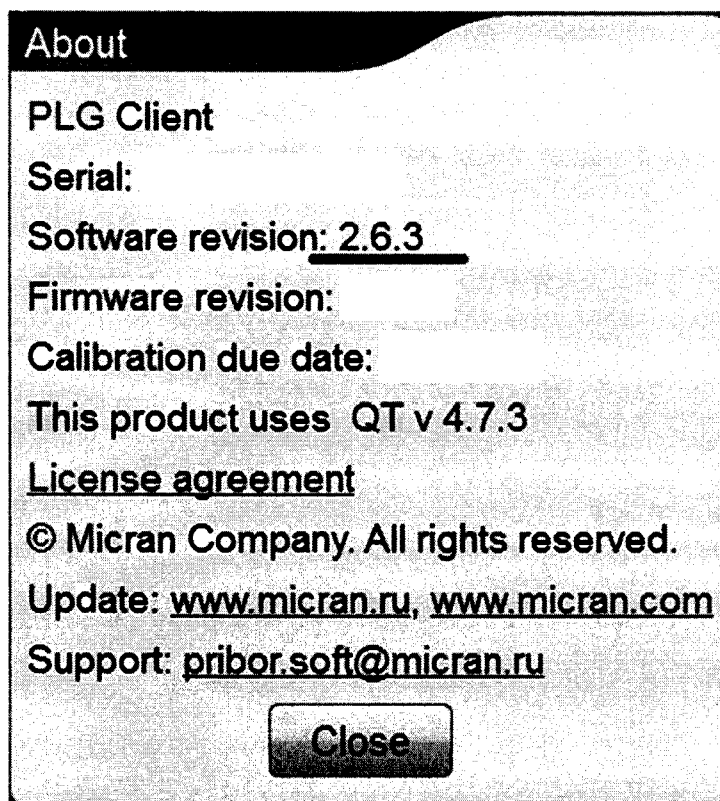 About
PLG Client
Serial:
Software revision: 2.6.3
Firmware revision:
Calibration due date:
This product uses QT v 4.7.3
License agreement
© Micran Company. All rights reserved.
Update: www.micran.ru, www.micran.com
Support: pribor.soft@micran.ru
Close